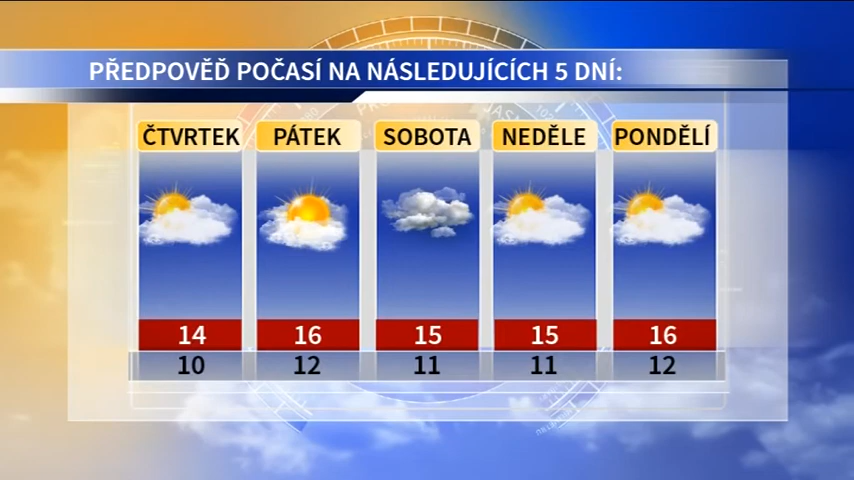 PŘEDPOVĚĎ POČASÍ NA NÁSLEDUJÍCÍCH 5 DNÍ:
ČTVRTEK PÁTEK SOBOTA NEDĚLE PONDĚLÍ
14 16 15 15 16
10 12 11 11 12